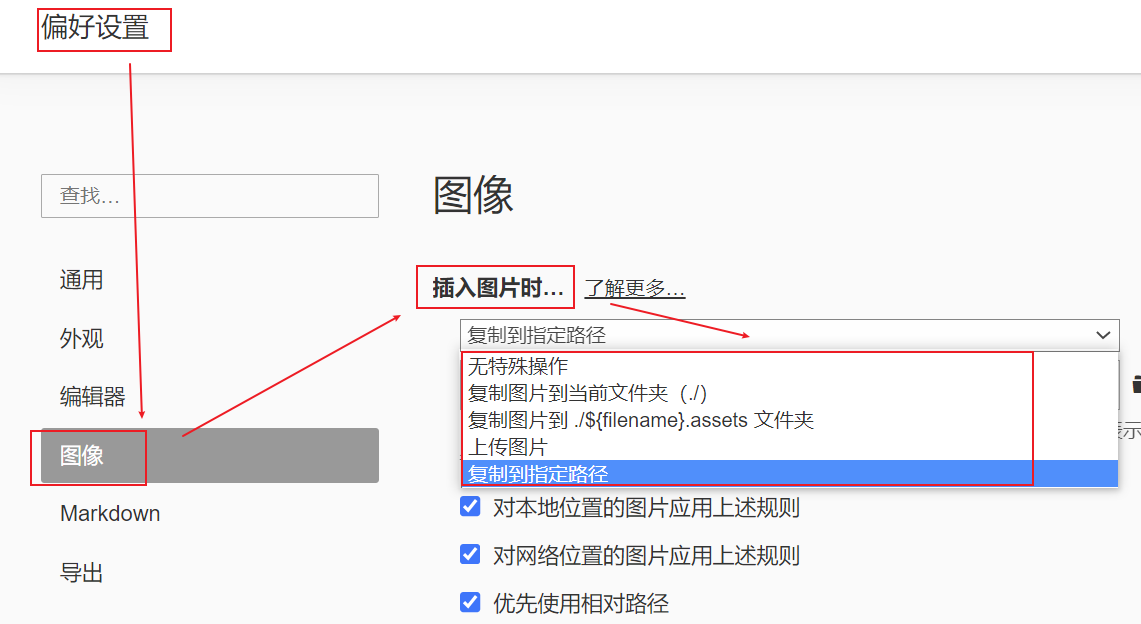 偏好设置
查找…
通用
外观
编辑器
图像
Markdown
导出
图像
插入图片时… 了解更多…
复制到指定路径
无特殊操作
复制图片到当前文件夹（./）
复制图片到 ./${filename}.assets 文件夹
上传图片
复制到指定路径
示
对本地位置的图片应用上述规则
对网络位置的图片应用上述规则
优先使用相对路径